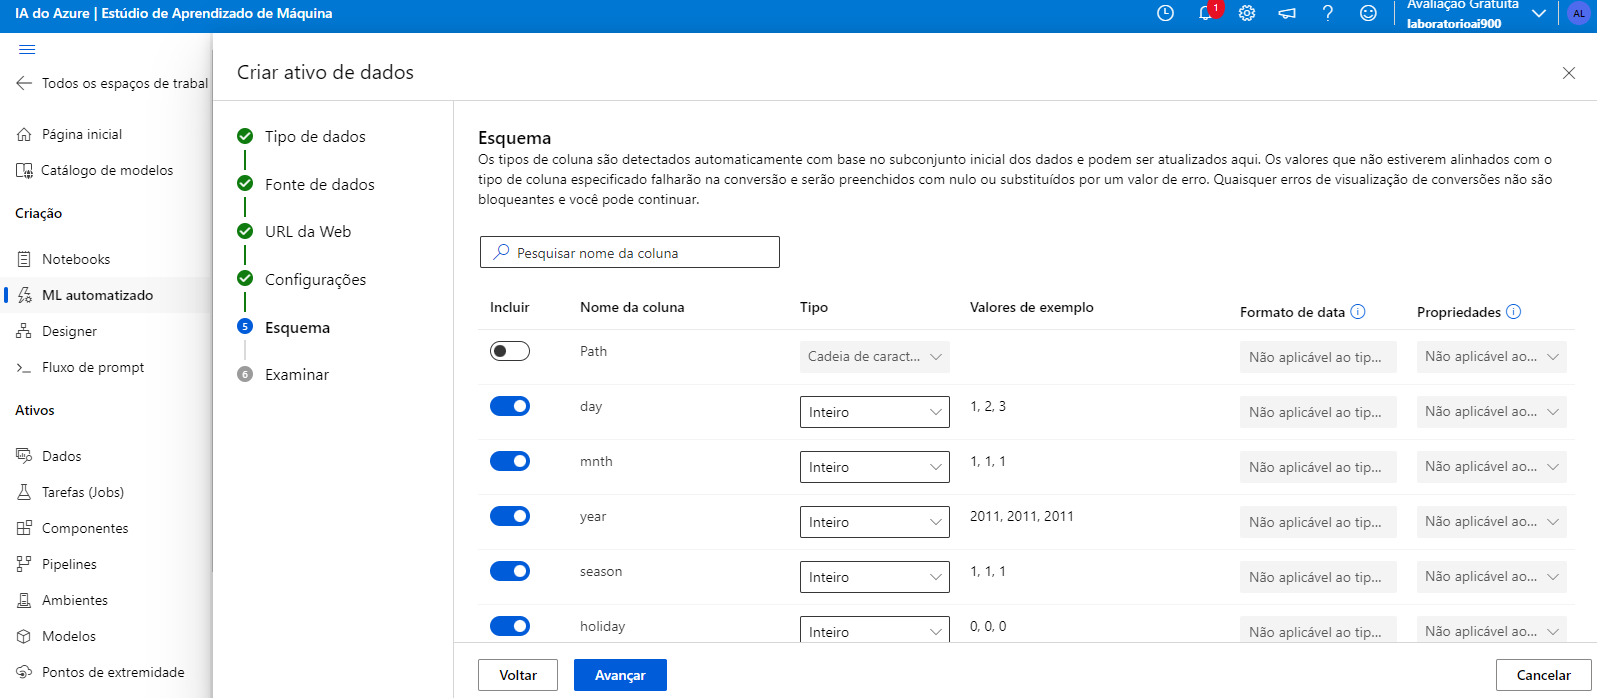 IA do Azure | Estúdio de Aprendizado de Máquina
1
Avaliação Gratuita
laboratorioai900
AL
Todos os espaços de trabal
Página inicial
Catálogo de modelos
Criação
Notebooks
ML automatizado
Designer
Fluxo de prompt
Ativos
Dados
Tarefas (Jobs)
Componentes
Pipelines
Ambientes
Modelos
Pontos de extremidade
Criar ativo de dados
Tipo de dados
Fonte de dados
URL da Web
Configurações
5 Esquema
6 Examinar
Esquema
Os tipos de coluna são detectados automaticamente com base no subconjunto inicial dos dados e podem ser atualizados aqui. Os valores que não estiverem alinhados com o
tipo de coluna especificado falharão na conversão e serão preenchidos com nulo ou substituídos por um valor de erro. Quaisquer erros de visualização de conversões não são
bloqueantes e você pode continuar.
Pesquisar nome da coluna
Incluir Nome da coluna Tipo Valores de exemplo Formato de data Propriedades
Path Cadeia de caract... Não aplicável ao tip... Não aplicável ao...
day Inteiro 1, 2, 3 Não aplicável ao tip... Não aplicável ao...
mnth Inteiro 1, 1, 1 Não aplicável ao tip... Não aplicável ao...
year Inteiro 2011, 2011, 2011 Não aplicável ao tip... Não aplicável ao...
season Inteiro 1, 1, 1 Não aplicável ao tip... Não aplicável ao...
holiday Inteiro 0, 0, 0 Não aplicável ao tip... Não aplicável ao...
Voltar Avançar Cancelar